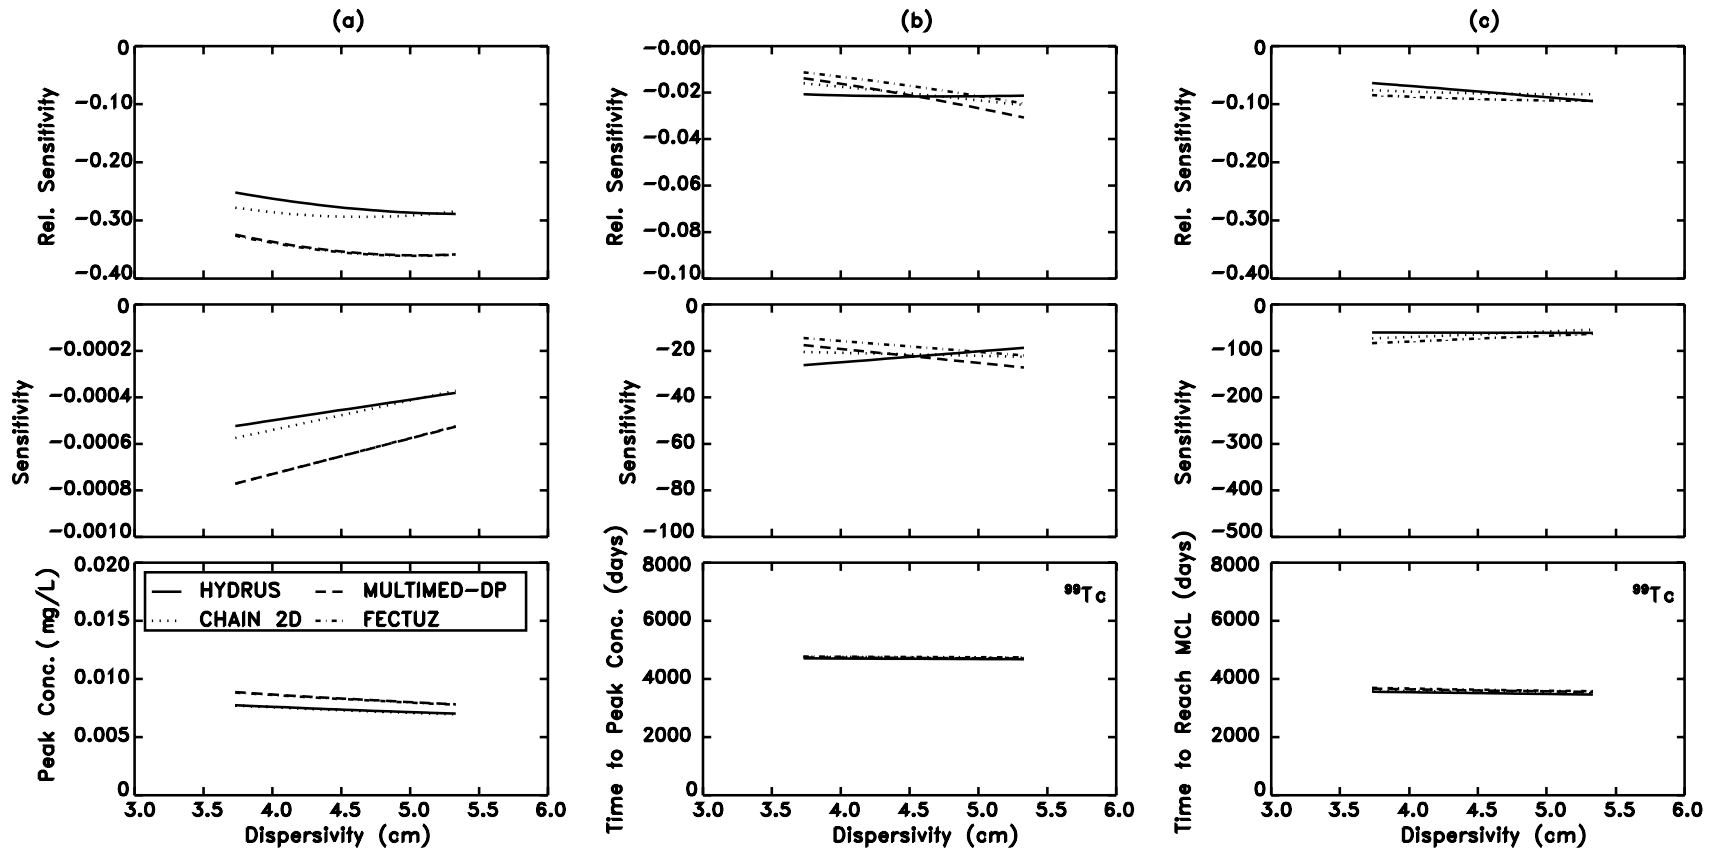 (a)
(b)
(c)
Rel. Sensitivity
0
−0.10
−0.20
−0.30
−0.40
Rel. Sensitivity
−0.00
−0.02
−0.04
−0.06
−0.08
−0.10
Rel. Sensitivity
0
−0.10
−0.20
−0.30
−0.40
Sensitivity
0
−0.0002
−0.0004
−0.0006
−0.0008
−0.0010
Sensitivity
0
−20
−40
−60
−80
−100
Sensitivity
0
−100
−200
−300
−400
−500
Peak Conc. (mg/L)
0.020
0.015
0.010
0.005
0
HYDRUS
MULTIMED−DP
CHAIN 2D
FECTUZ
3.0 3.5 4.0 4.5 5.0 5.5 6.0
Dispersivity (cm)
Time to Peak Conc. (days)
8000
6000
4000
2000
0
⁹⁹Tc
3.0 3.5 4.0 4.5 5.0 5.5 6.0
Dispersivity (cm)
Time to Reach MCL (days)
8000
6000
4000
2000
0
⁹⁹Tc
3.0 3.5 4.0 4.5 5.0 5.5 6.0
Dispersivity (cm)